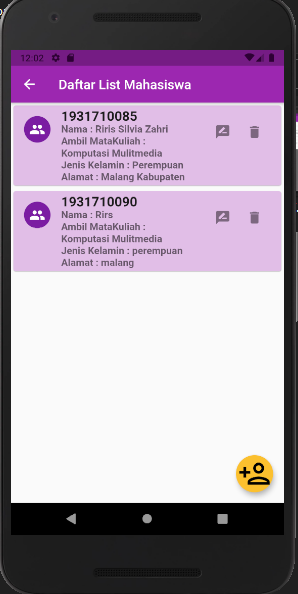 12:02
Daftar List Mahasiswa
1931710085
Nama : Riris Silvia Zahri
Ambil MataKuliah :
Komputasi Mulitmedia
Jenis Kelamin : Perempuan
Alamat : Malang Kabupaten
1931710090
Nama : Rirs
Ambil MataKuliah :
Komputasi Mulitmedia
Jenis Kelamin : perempuan
Alamat : malang